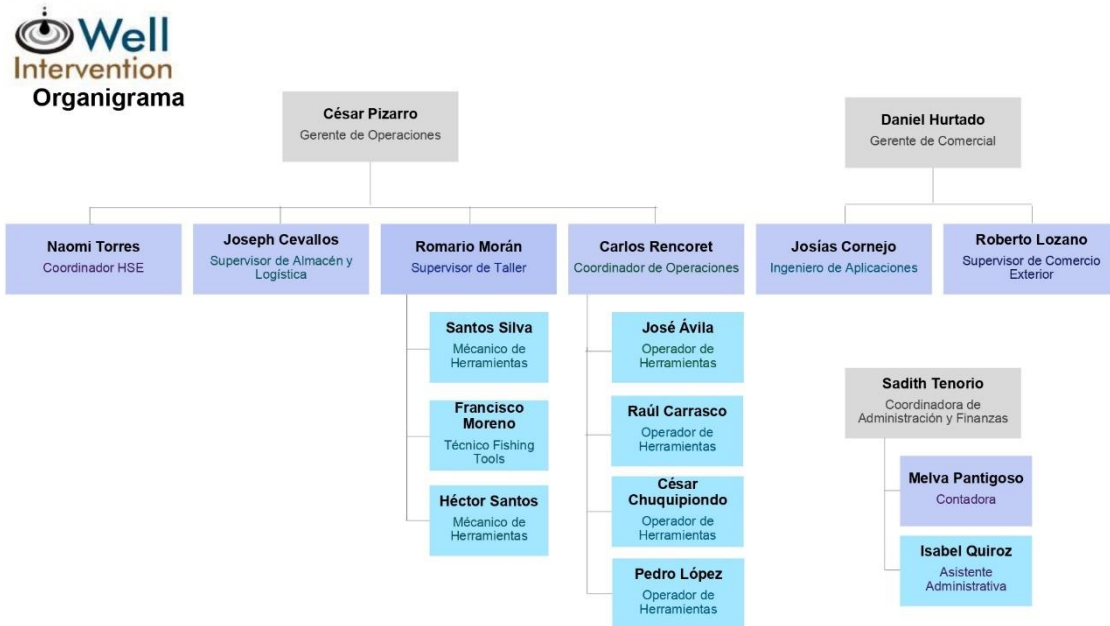 Well
Intervention
Organigrama
César Pizarro
Gerente de Operaciones
Daniel Hurtado
Gerente de Comercial
Naomi Torres
Coordinador HSE
Joseph Cevallos
Supervisor de Almacén y
Logística
Romario Morán
Supervisor de Taller
Carlos Rencoret
Coordinador de Operaciones
Josías Cornejo
Ingeniero de Aplicaciones
Roberto Lozano
Supervisor de Comercio
Exterior
Santos Silva
Mécanico de
Herramientas
Francisco
Moreno
Técnico Fishing
Tools
Héctor Santos
Mécanico de
Herramientas
José Ávila
Operador de
Herramientas
Raúl Carrasco
Operador de
Herramientas
César
Chuquipiondo
Operador de
Herramientas
Pedro López
Operador de
Herramientas
Sadith Tenorio
Coordinadora de
Administración y Finanzas
Melva Pantigoso
Contadora
Isabel Quiroz
Asistente
Administrativa